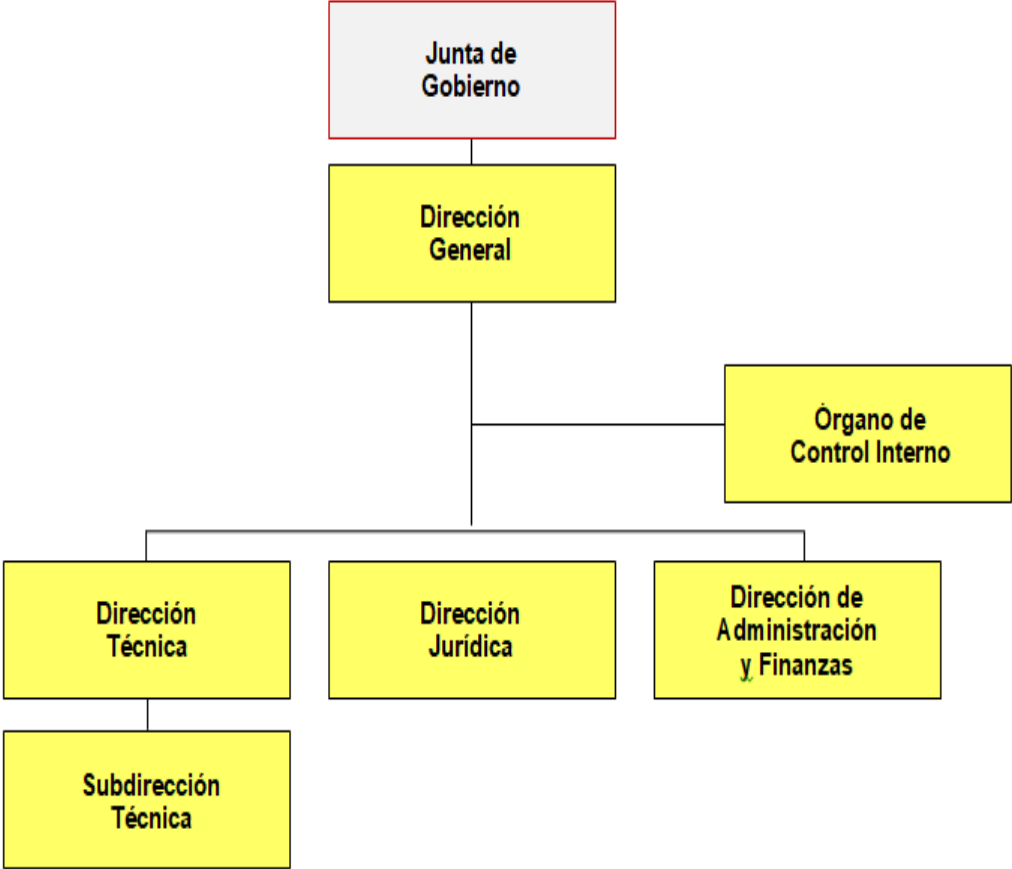 Junta de
Gobierno
Dirección
General
Órgano de
Control Interno
Dirección
Técnica
Dirección
Jurídica
Dirección de
Administración
y Finanzas
Subdirección
Técnica